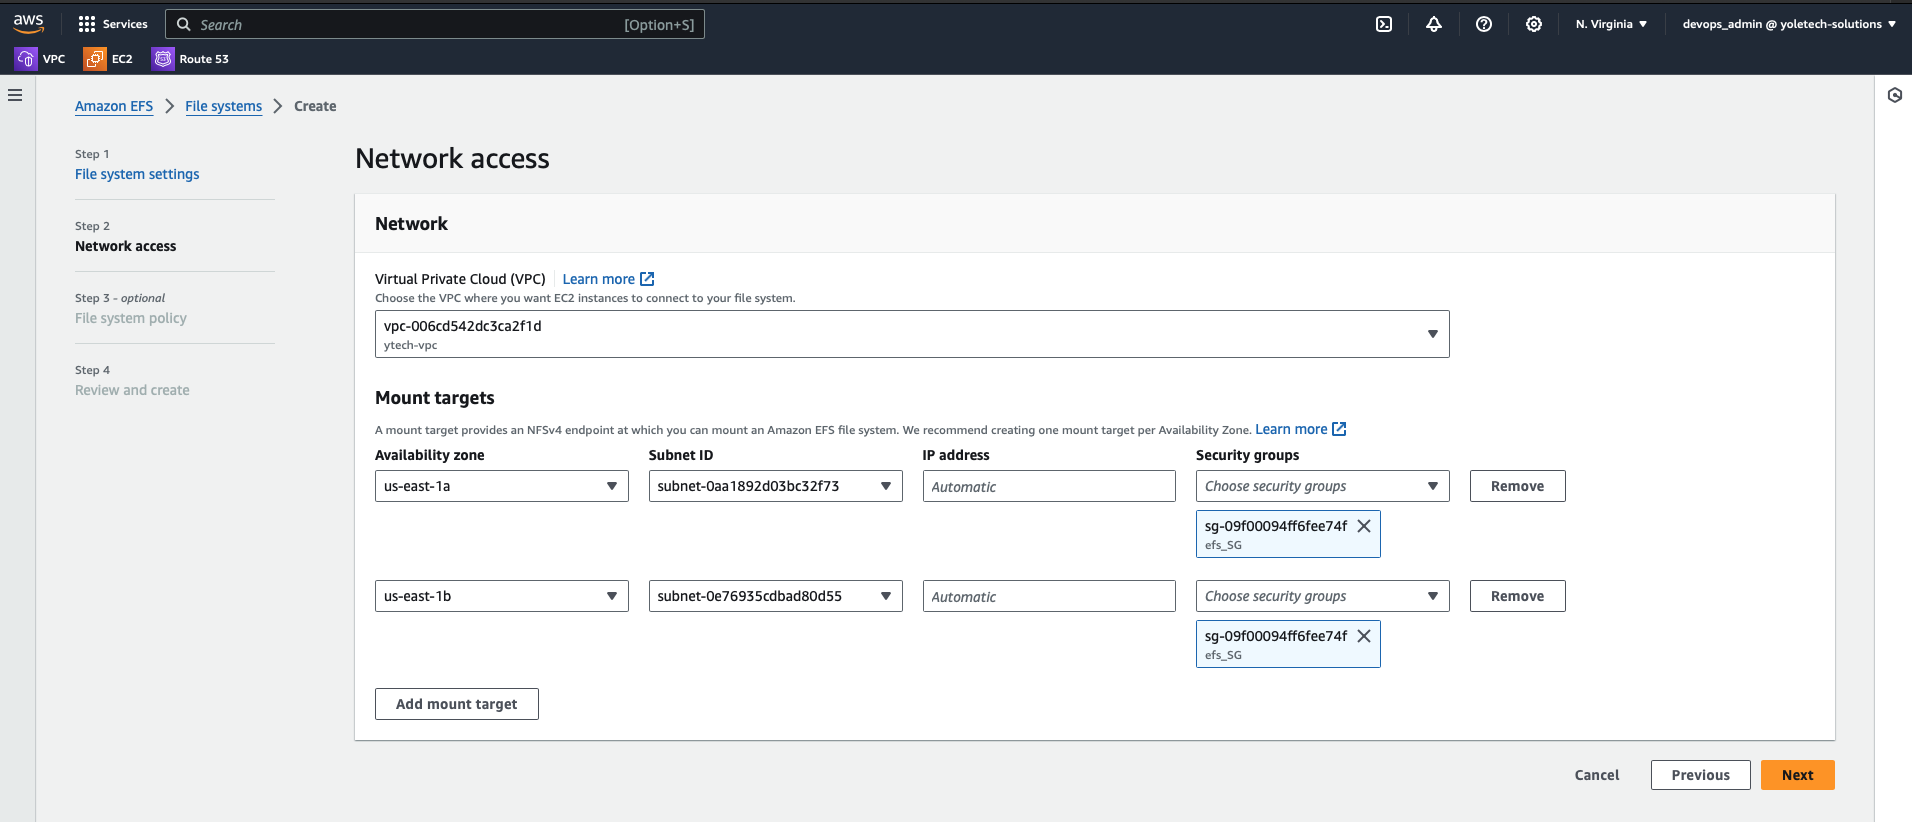 aws
Services
Search
[Option+S]
N. Virginia
devops_admin @ yoletech-solutions
VPC
EC2
Route 53
Amazon EFS
File systems
Create
Step 1
File system settings
Step 2
Network access
Step 3 - optional
File system policy
Step 4
Review and create
Network access
Network
Virtual Private Cloud (VPC)
Learn more
Choose the VPC where you want EC2 instances to connect to your file system.
vpc-006cd542dc3ca2f1d
ytech-vpc
Mount targets
A mount target provides an NFSv4 endpoint at which you can mount an Amazon EFS file system. We recommend creating one mount target per Availability Zone. Learn more
Availability zone
Subnet ID
IP address
Security groups
us-east-1a
subnet-0aa1892d03bc32f73
Automatic
Choose security groups
Remove
sg-09f00094ff6fee74f
efs_SG
us-east-1b
subnet-0e76935cdbad80d55
Automatic
Choose security groups
Remove
sg-09f00094ff6fee74f
efs_SG
Add mount target
Cancel
Previous
Next